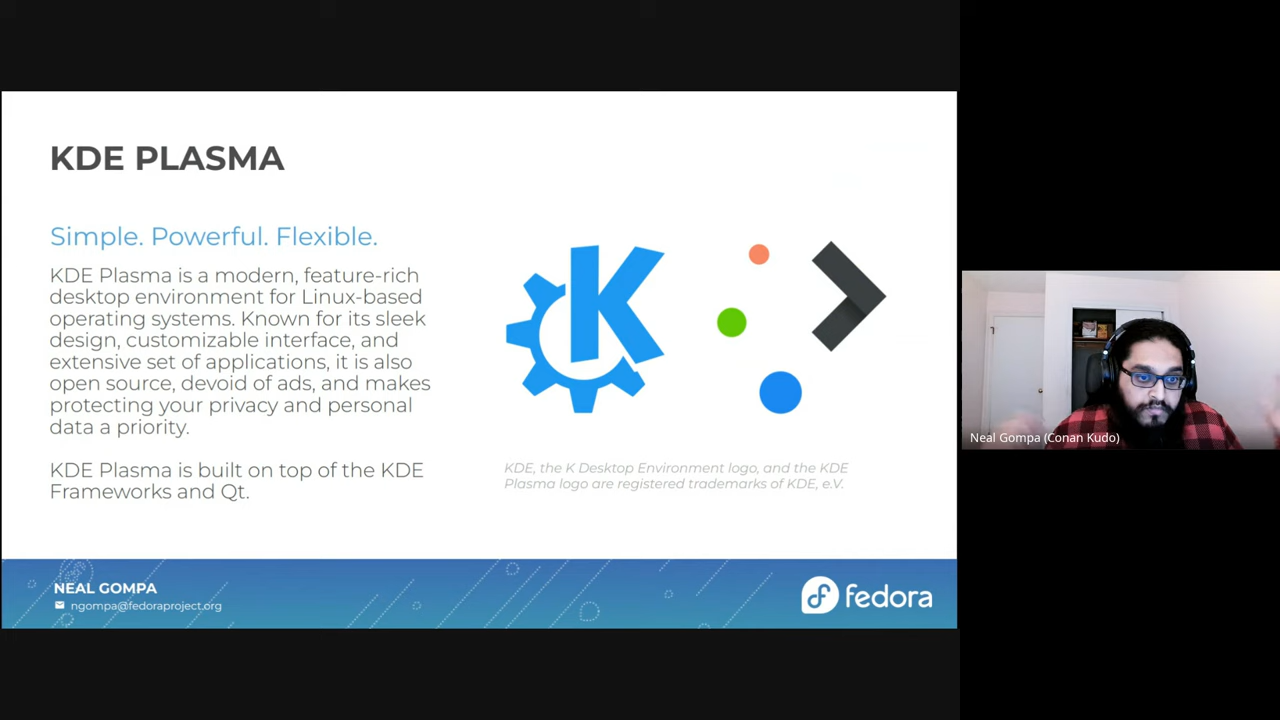 KDE PLASMA
Simple. Powerful. Flexible.
KDE Plasma is a modern, feature-rich
desktop environment for Linux-based
operating systems. Known for its sleek
design, customizable interface, and
extensive set of applications, it is also
open source, devoid of ads, and makes
protecting your privacy and personal
data a priority.
KDE Plasma is built on top of the KDE
Frameworks and Qt.
K
KDE, the K Desktop Environment logo, and the KDE
Plasma logo are registered trademarks of KDE, e.V.
NEAL GOMPA
ngompa@fedoraproject.org
fedora
Neal Gompa (Conan Kudo)